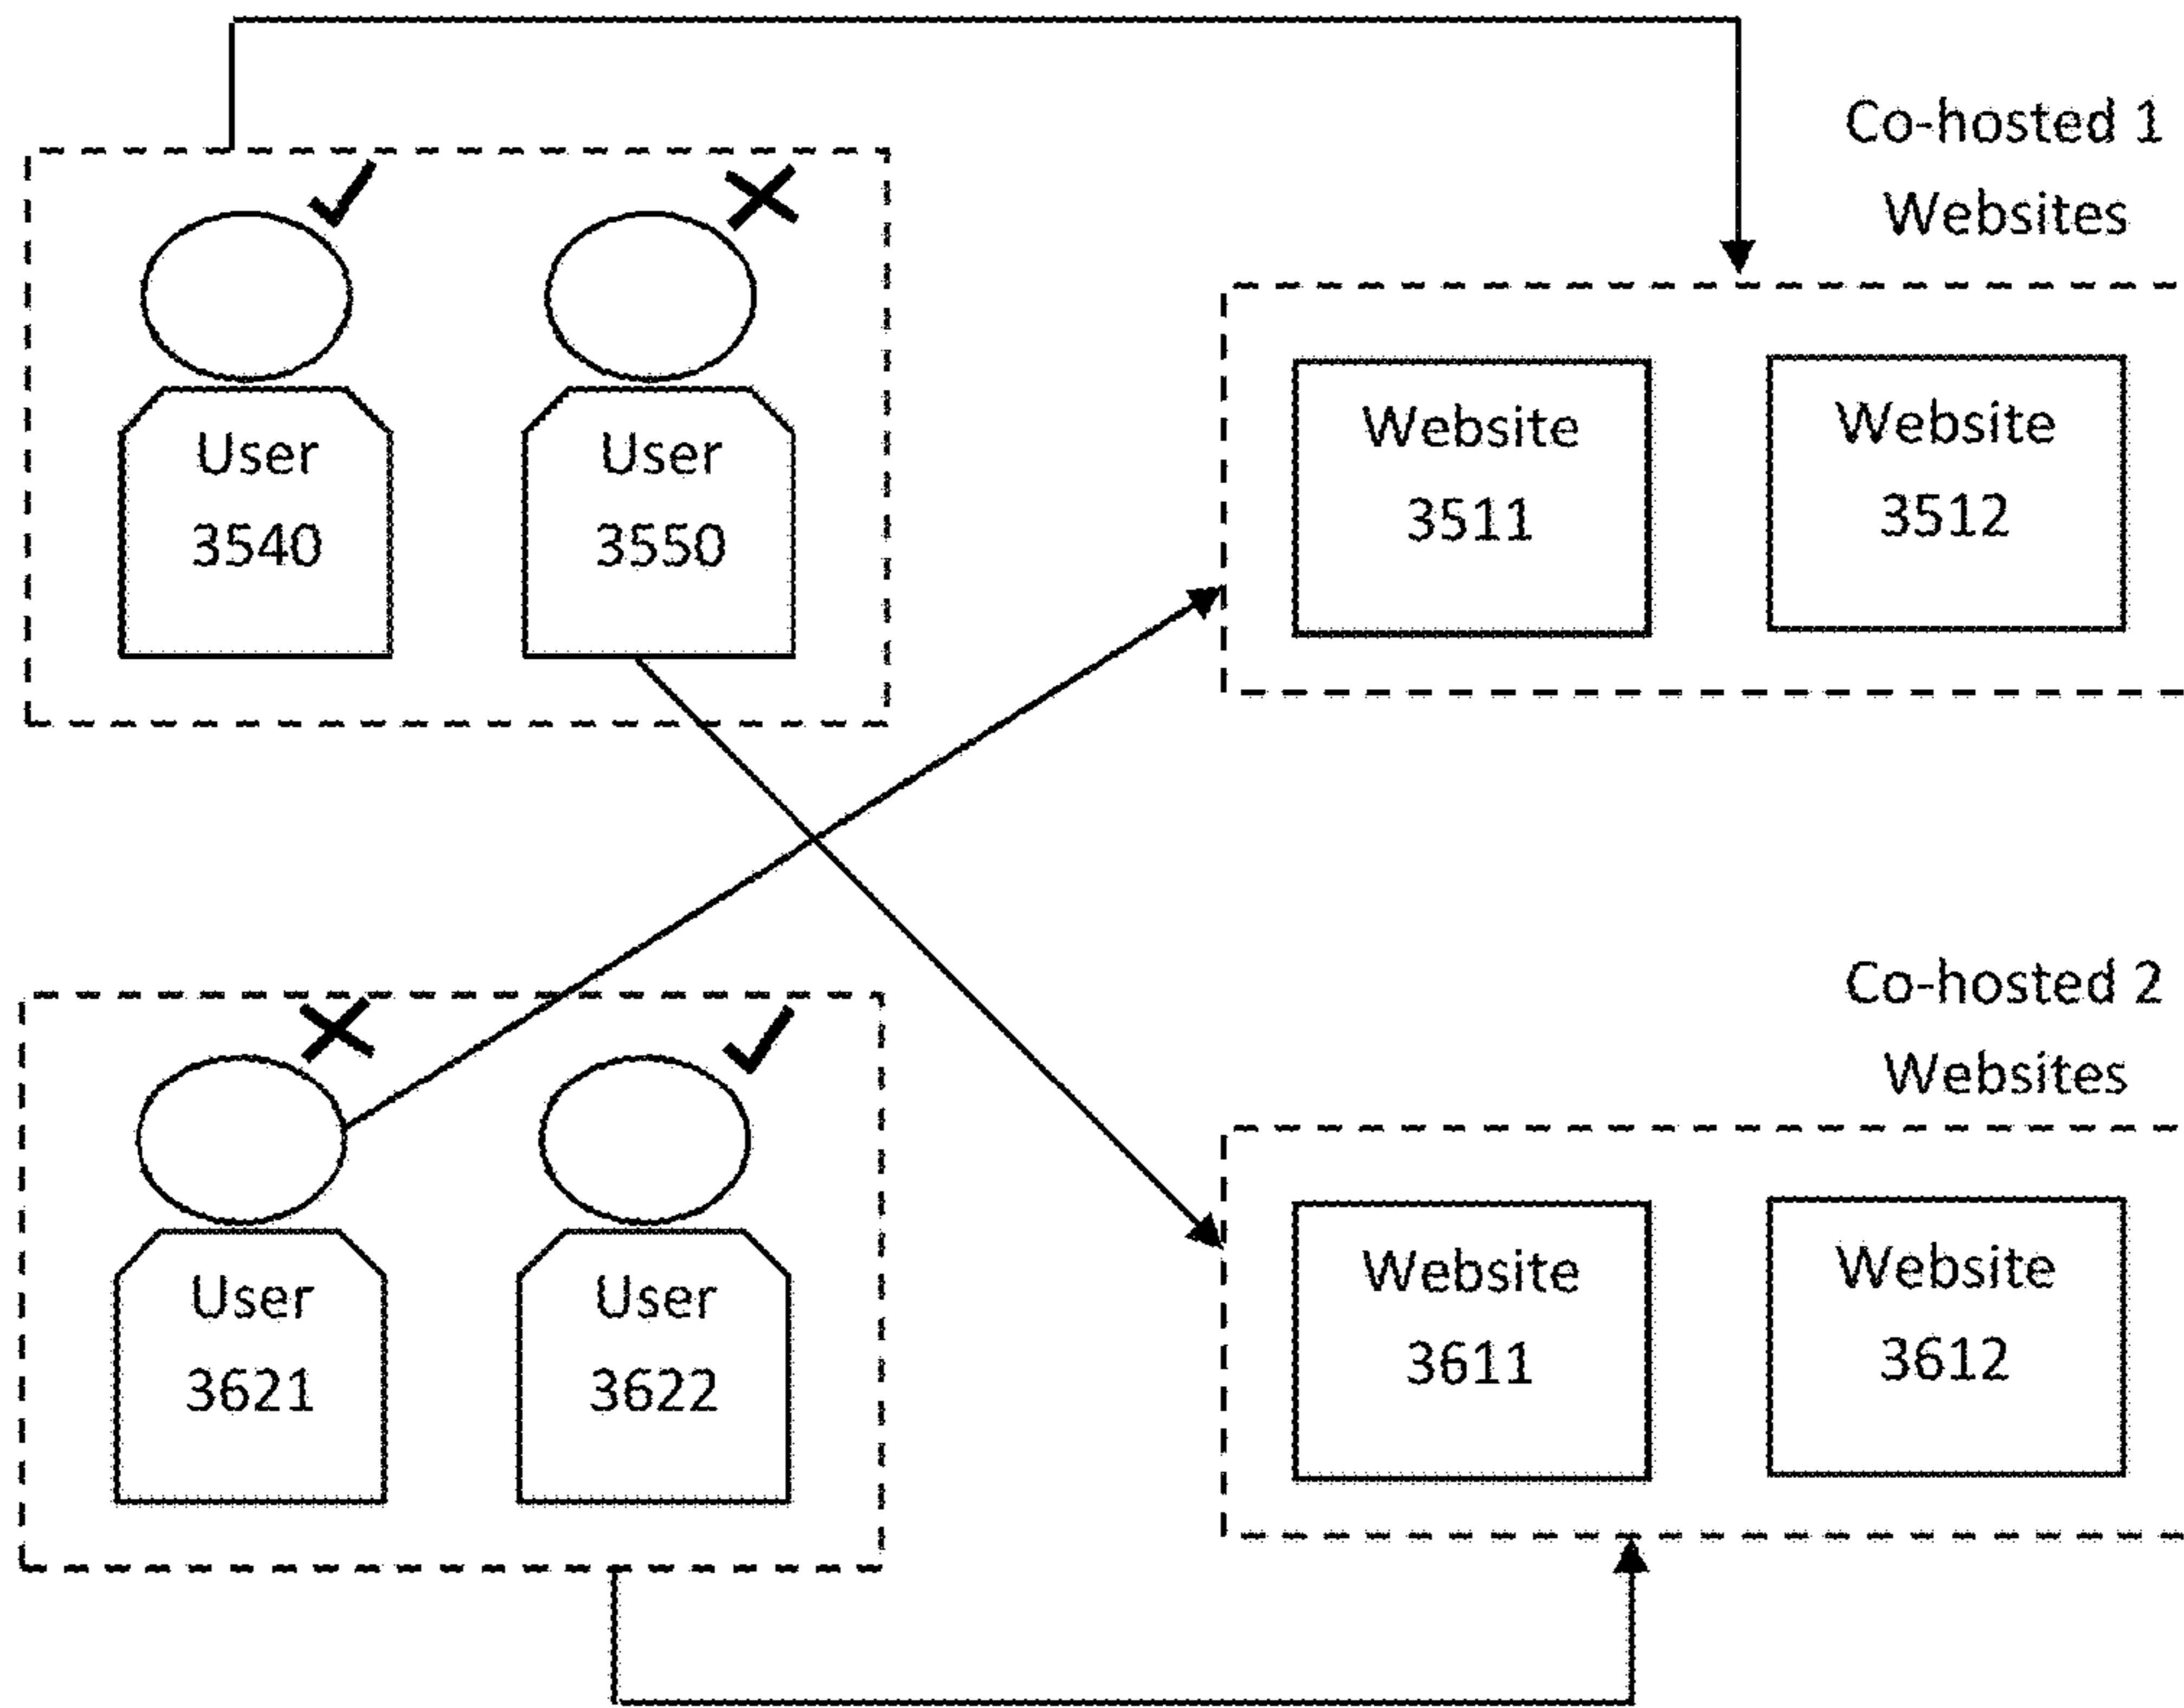 Co-hosted 1
Websites
User
3540
User
3550
Website
3511
Website
3512
Co-hosted 2
Websites
User
3621
User
3622
Website
3611
Website
3612